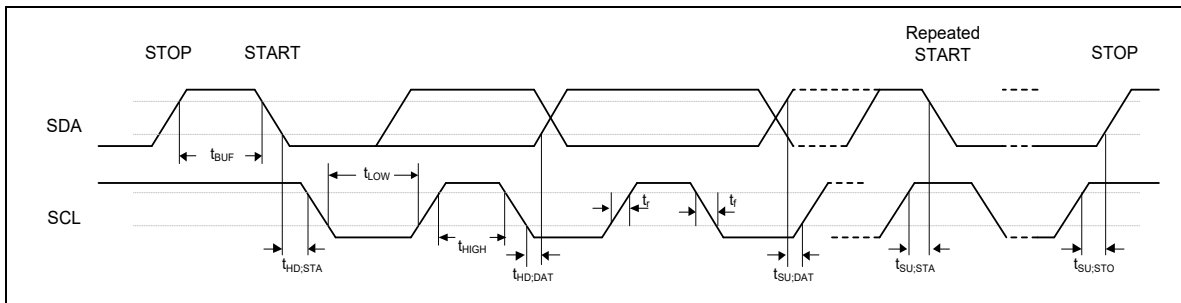 STOP
START
Repeated
START
STOP
SDA
tBUF
tLOW
SCL
tr
tf
tHIGH
tHD;STA
tHD;DAT
tSU;DAT
tSU;STA
tSU;STO